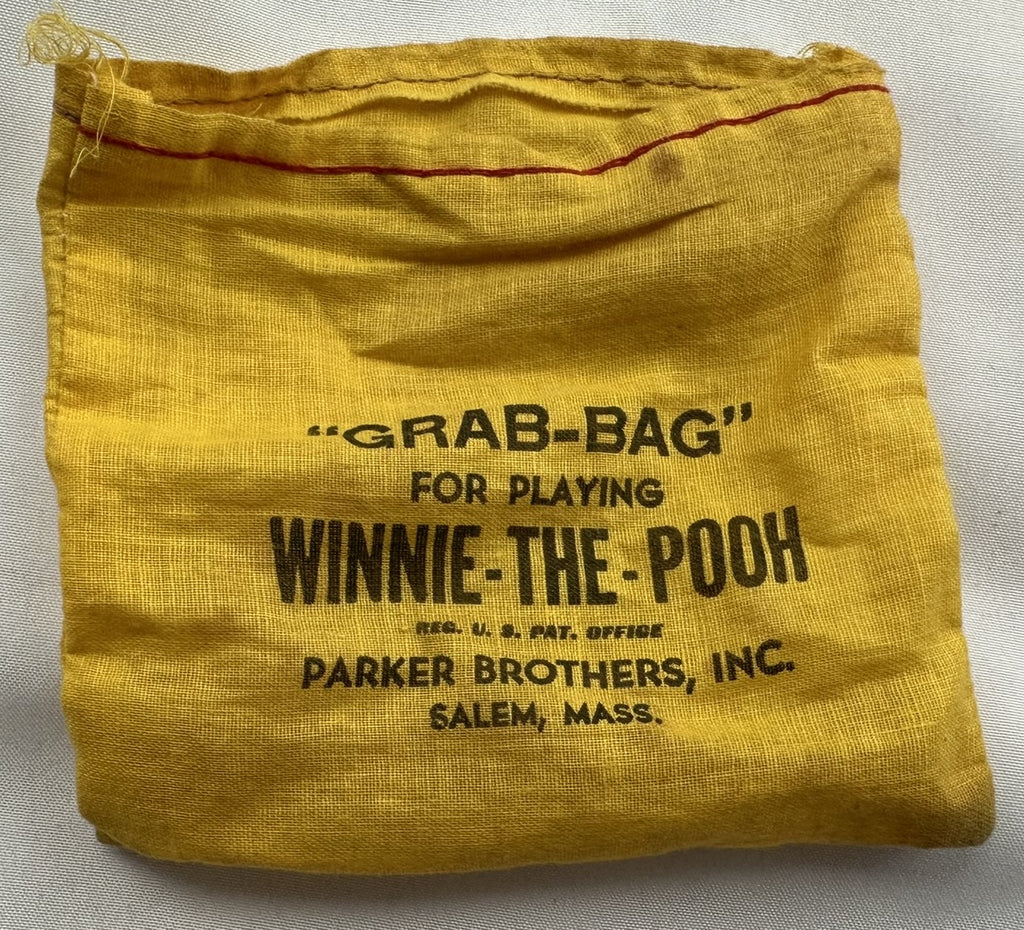 “GRAB-BAG”
FOR PLAYING
WINNIE-THE-POOH
REG. U. S. PAT. OFFICE
PARKER BROTHERS, INC.
SALEM, MASS.